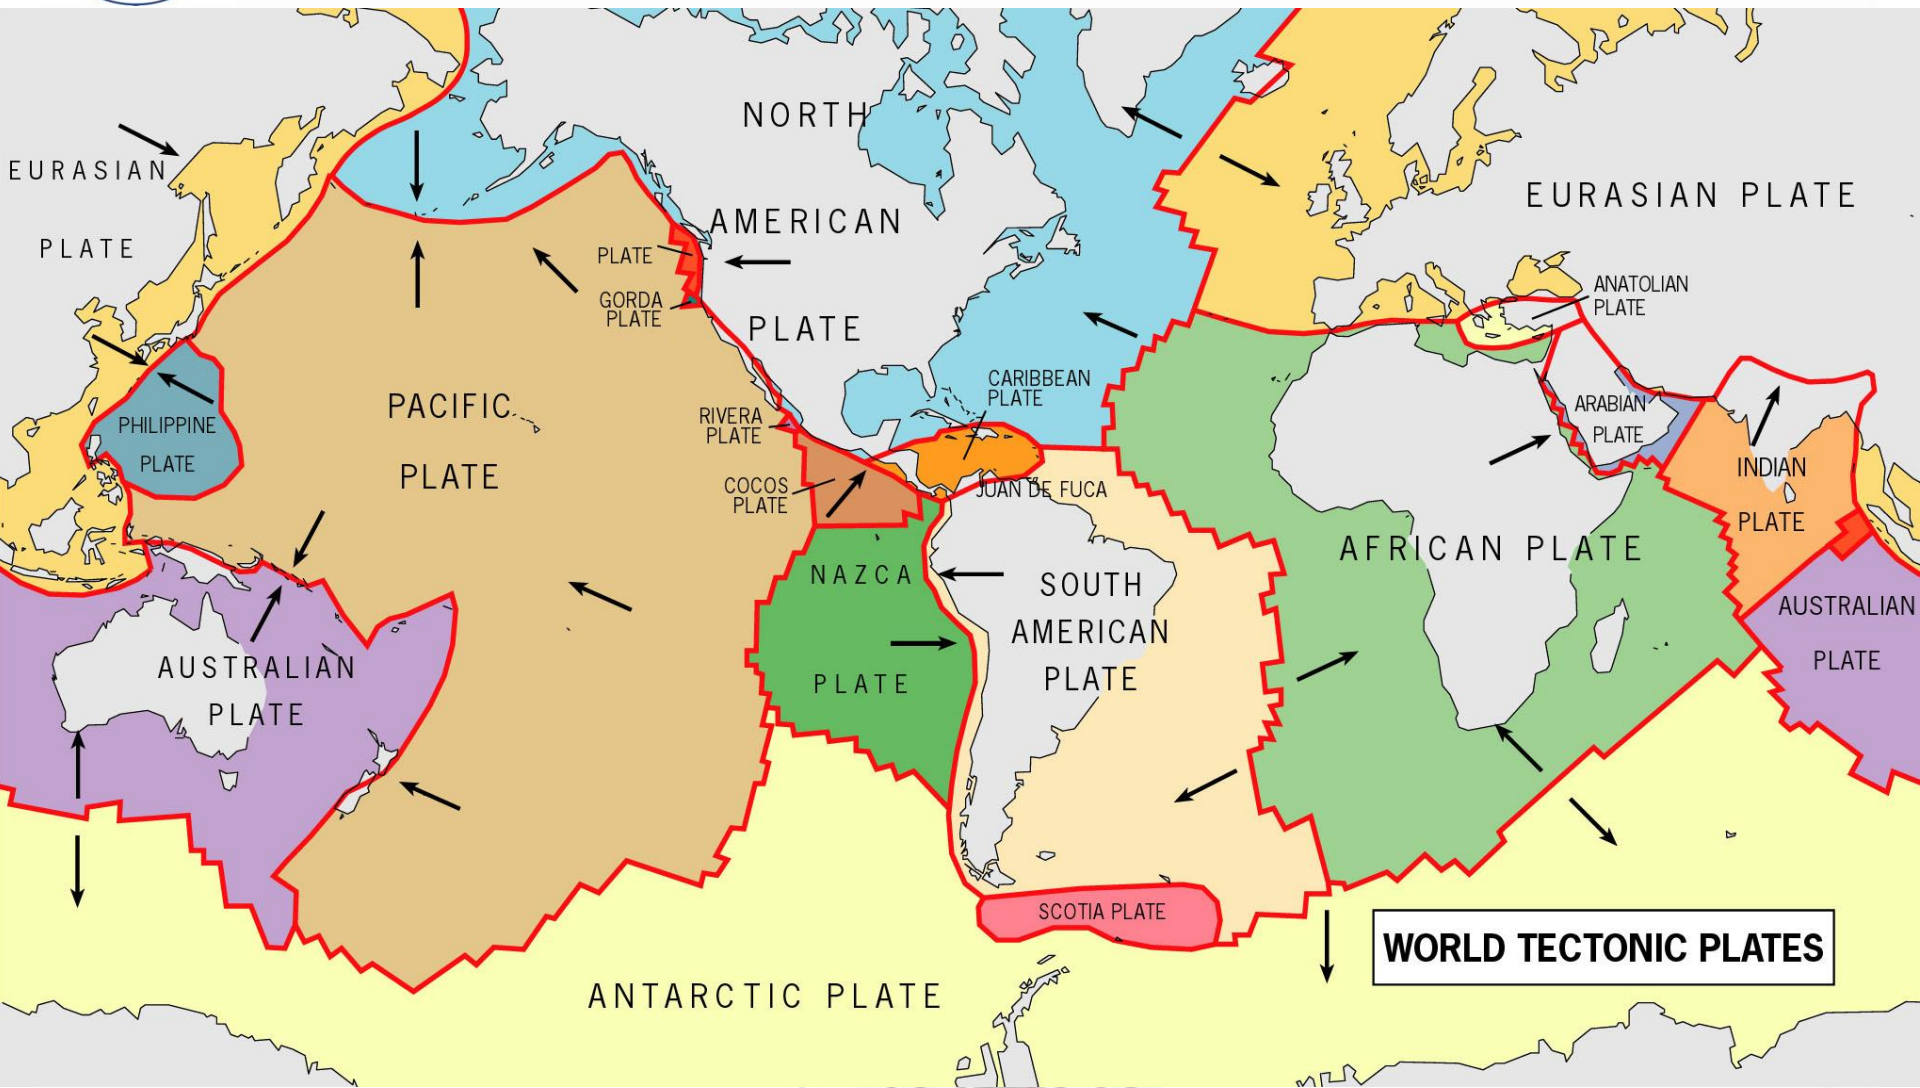 NORTH
AMERICAN
PLATE
EURASIAN
PLATE
EURASIAN PLATE
ANATOLIAN
PLATE
PLATE
GORDA
PLATE
CARIBBEAN
PLATE
RIVERA
PLATE
PACIFIC
PLATE
PHILIPPINE
PLATE
ARABIAN
PLATE
COCOS
PLATE
JUAN DE FUCA
INDIAN
PLATE
AFRICAN PLATE
NAZCA
PLATE
SOUTH
AMERICAN
PLATE
AUSTRALIAN
PLATE
AUSTRALIAN
PLATE
SCOTIA PLATE
WORLD TECTONIC PLATES
ANTARCTIC PLATE